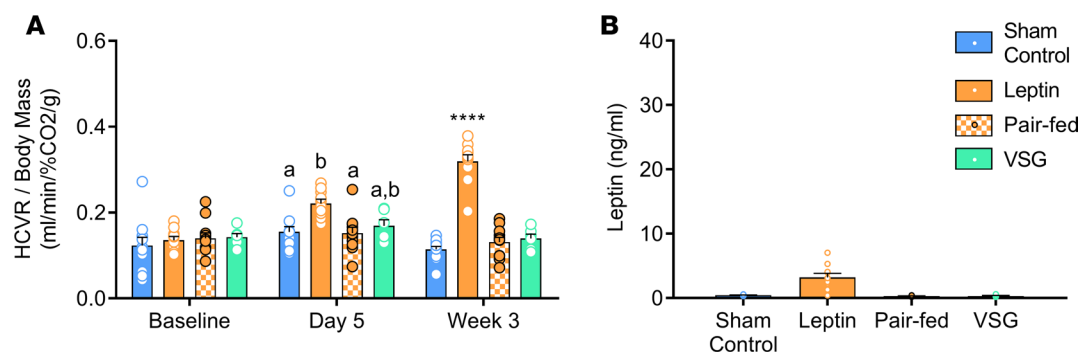 A
HCVR / Body Mass
(ml/min/%CO2/g)
0.6
0.4
0.2
0.0
a
b
a
a,b
****
Baseline
Day 5
Week 3
B
Leptin (ng/ml)
40
30
20
10
0
Sham
Control
Leptin
Pair-fed
VSG
Sham
Control
Leptin
Pair-fed
VSG